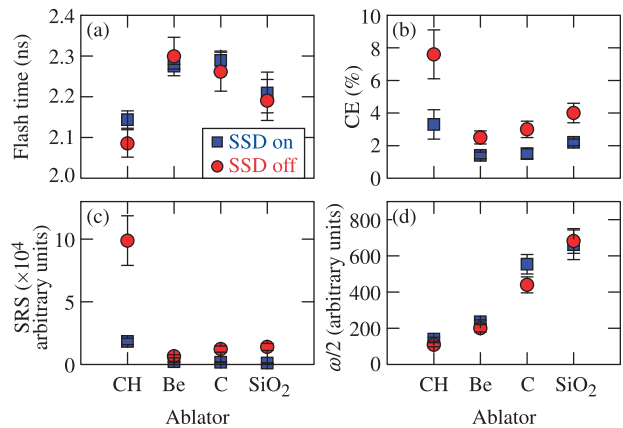 (a)
Flash time (ns)
2.4
2.3
2.2
2.1
2.0
SSD on
SSD off
(b)
CE (%)
10
8
6
4
2
0
(c)
SRS (×10⁴
arbitrary units)
10
5
0
CH Be C SiO₂
Ablator
(d)
ω/2 (arbitrary units)
800
600
400
200
0
CH Be C SiO₂
Ablator